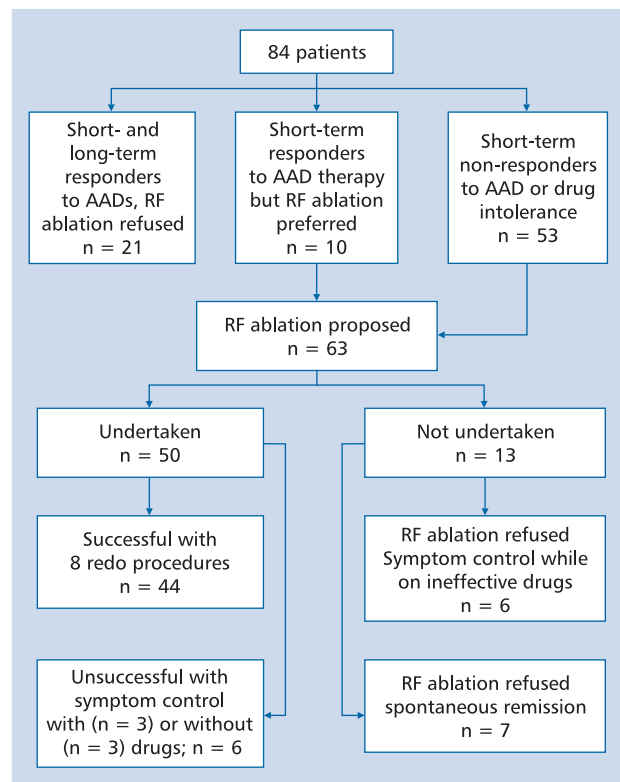 84 patients
Short- and
long-term
responders
to AADs, RF
ablation refused
n = 21
Short-term
responders
to AAD therapy
but RF ablation
preferred
n = 10
Short-term
non-responders
to AAD or drug
intolerance
n = 53
RF ablation proposed
n = 63
Undertaken
n = 50
Not undertaken
n = 13
Successful with
8 redo procedures
n = 44
RF ablation refused
Symptom control while
on ineffective drugs
n = 6
Unsuccessful with
symptom control
with (n = 3) or without
(n = 3) drugs; n = 6
RF ablation refused
spontaneous remission
n = 7